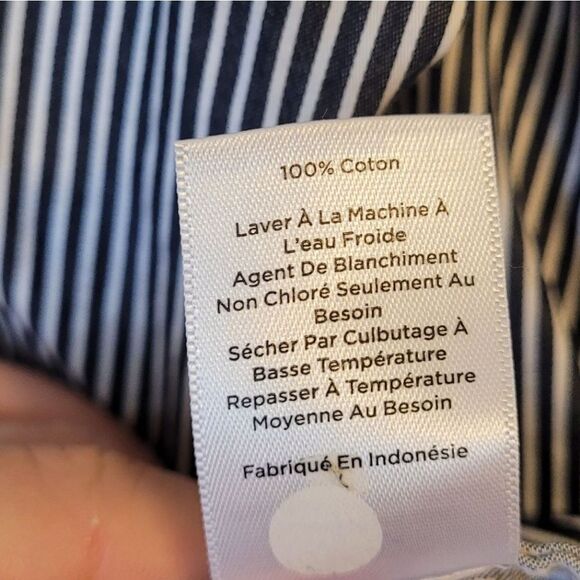 100% Coton
Laver À La Machine À
L'eau Froide
Agent De Blanchiment
Non Chloré Seulement Au
Besoin
Sécher Par Culbutage À
Basse Température
Repasser À Température
Moyenne Au Besoin
Fabriqué En Indonésie